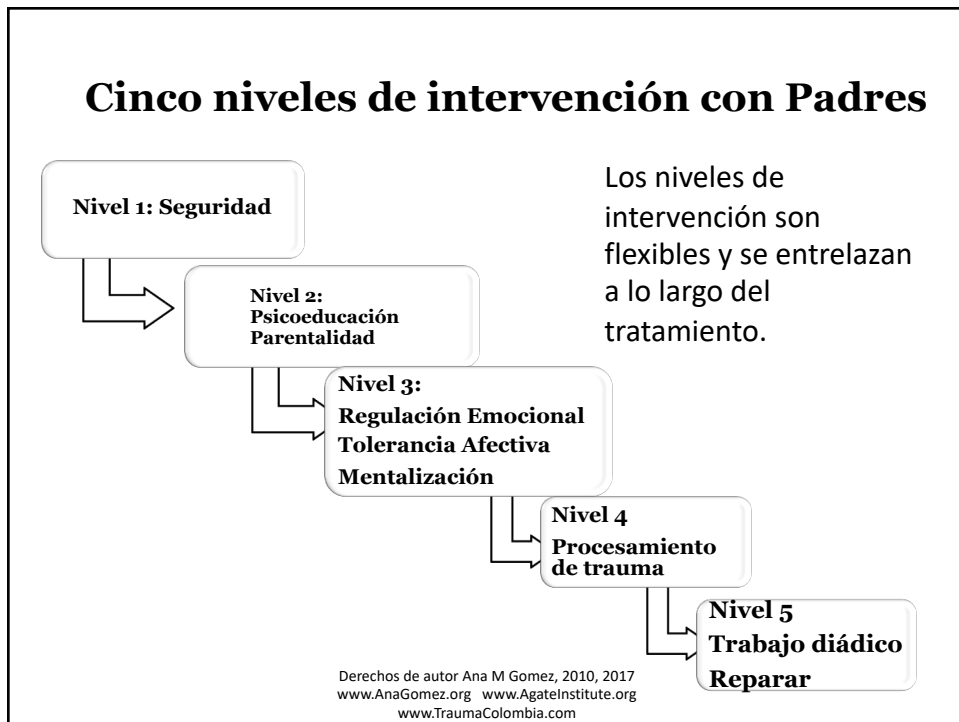 Cinco niveles de intervención con Padres
Nivel 1: Seguridad
Los niveles de
intervención son
flexibles y se entrelazan
a lo largo del
tratamiento.
Nivel 2:
Psicoeducación
Parentalidad
Nivel 3:
Regulación Emocional
Tolerancia Afectiva
Mentalización
Nivel 4
Procesamiento
de trauma
Nivel 5
Trabajo diádico
Reparar
Derechos de autor Ana M Gomez, 2010, 2017
www.AnaGomez.org www.AgateInstitute.org
www.TraumaColombia.com